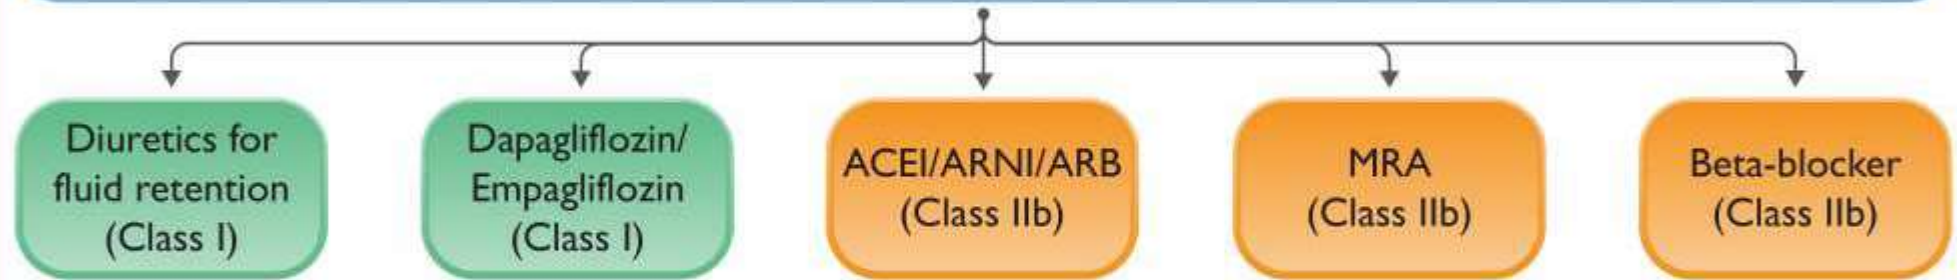 Diuretics for
fluid retention
(Class I)
Dapagliflozin/
Empagliflozin
(Class I)
ACEI/ARNI/ARB
(Class IIb)
MRA
(Class IIb)
Beta-blocker
(Class IIb)